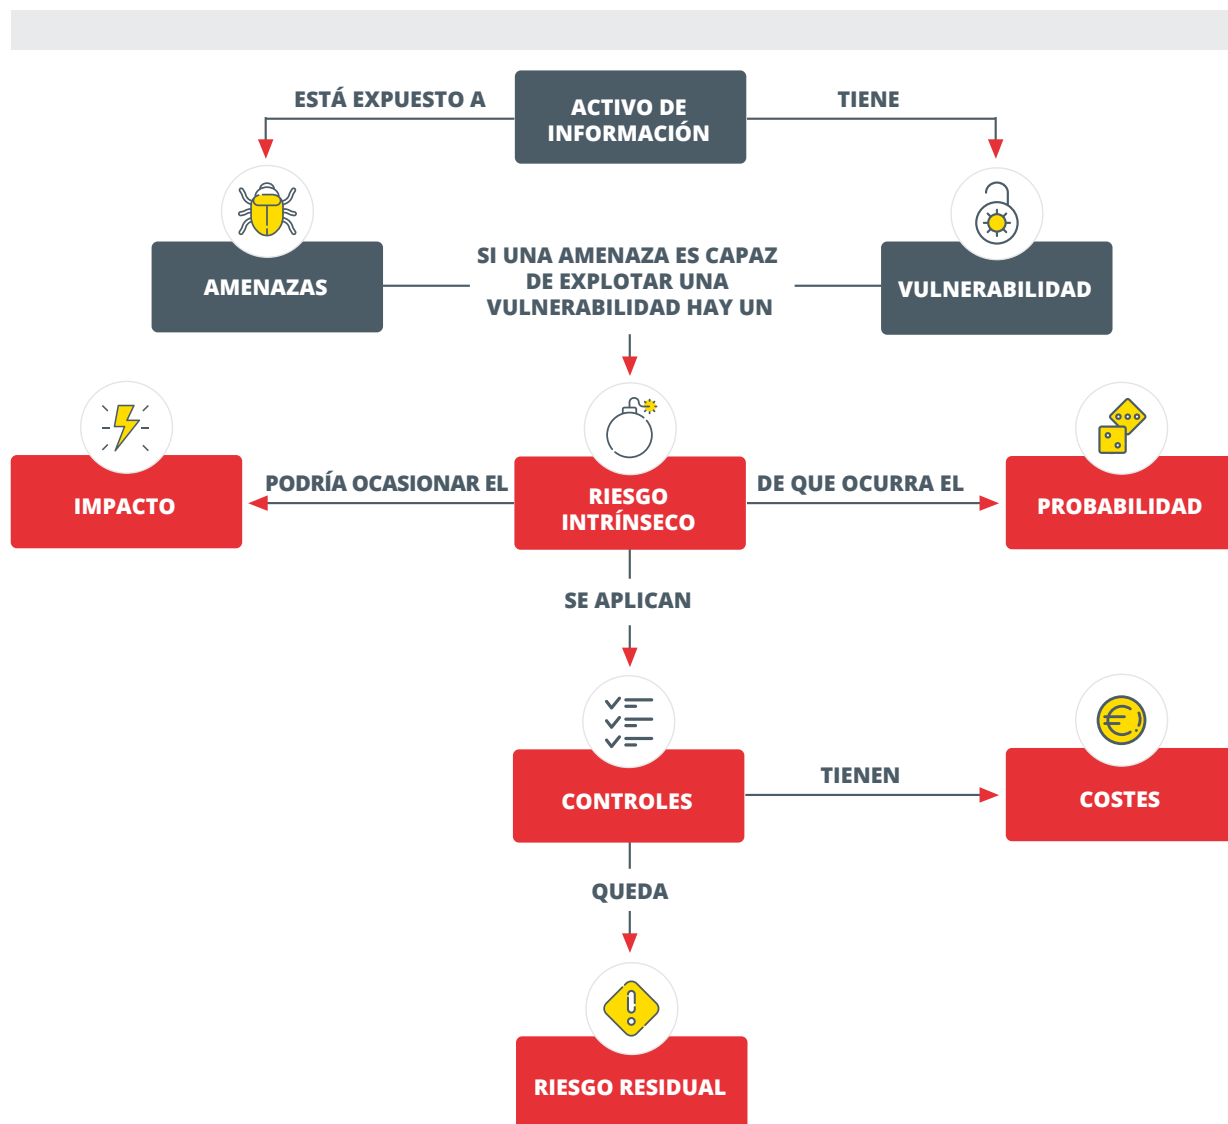 ESTÁ EXPUESTO A
ACTIVO DE
INFORMACIÓN
TIENE
AMENAZAS
SI UNA AMENAZA ES CAPAZ
DE EXPLOTAR UNA
VULNERABILIDAD HAY UN
VULNERABILIDAD
IMPACTO
PODRÍA OCASIONAR EL
RIESGO
INTRÍNSECO
DE QUE OCURRA EL
PROBABILIDAD
SE APLICAN
CONTROLES
TIENEN
COSTES
QUEDA
RIESGO RESIDUAL